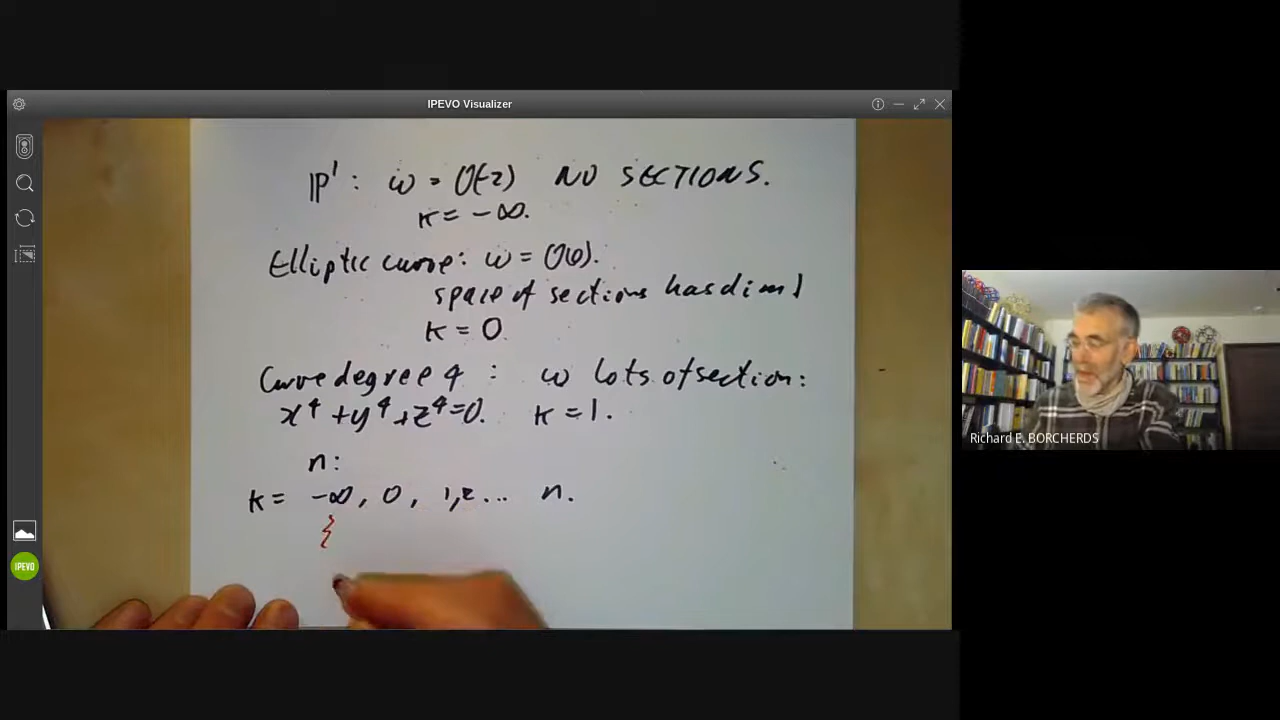 IPEVO Visualizer
ℙ¹ : ω = O(-2) NO SECTIONS.
κ = -∞.
Elliptic curve: ω = O(0).
space of sections has dim 1
κ = 0.
Curve degree 4 : ω lots of section:
x⁴ + y⁴ + z⁴ = 0. κ = 1.
n:
κ = -∞, 0, 1, 2 ... n.
IPEVO
Richard E. BORCHERDS